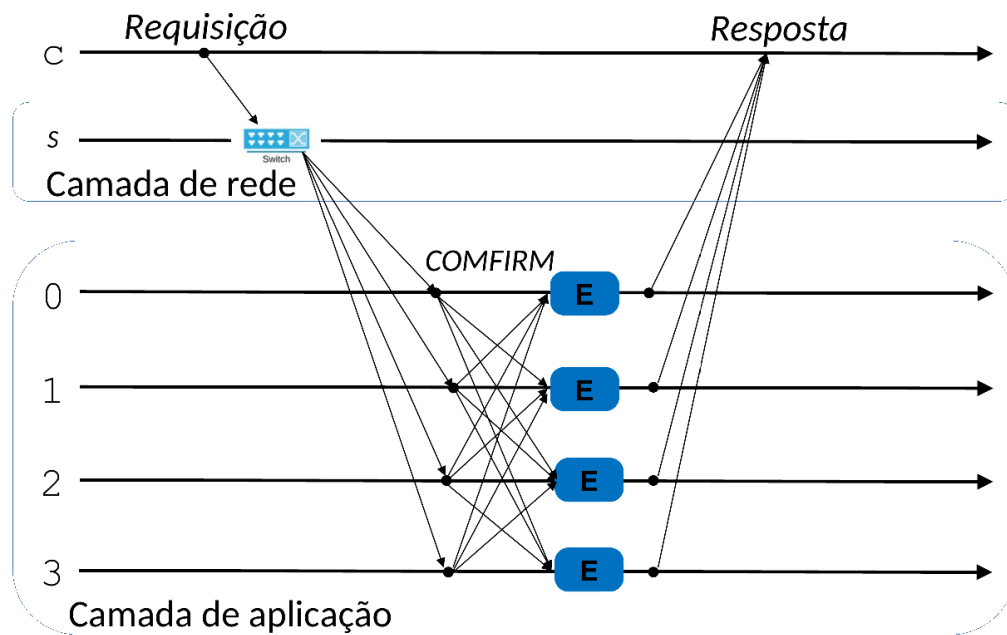 Requisição
Resposta
C
s
Switch
Camada de rede
COMFIRM
0
E
1
E
2
E
3
E
Camada de aplicação